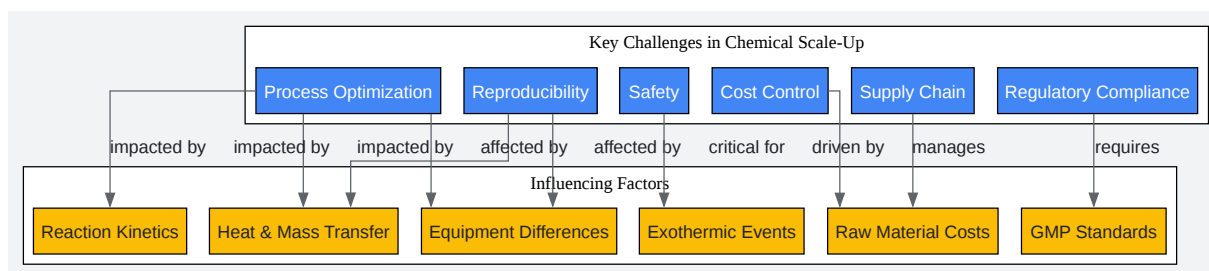 Key Challenges in Chemical Scale-Up
Process Optimization
Reproducibility
Safety
Cost Control
Supply Chain
Regulatory Compliance
impacted by
impacted by
impacted by
affected by
affected by
critical for
driven by
manages
requires
Influencing Factors
Reaction Kinetics
Heat & Mass Transfer
Equipment Differences
Exothermic Events
Raw Material Costs
GMP Standards